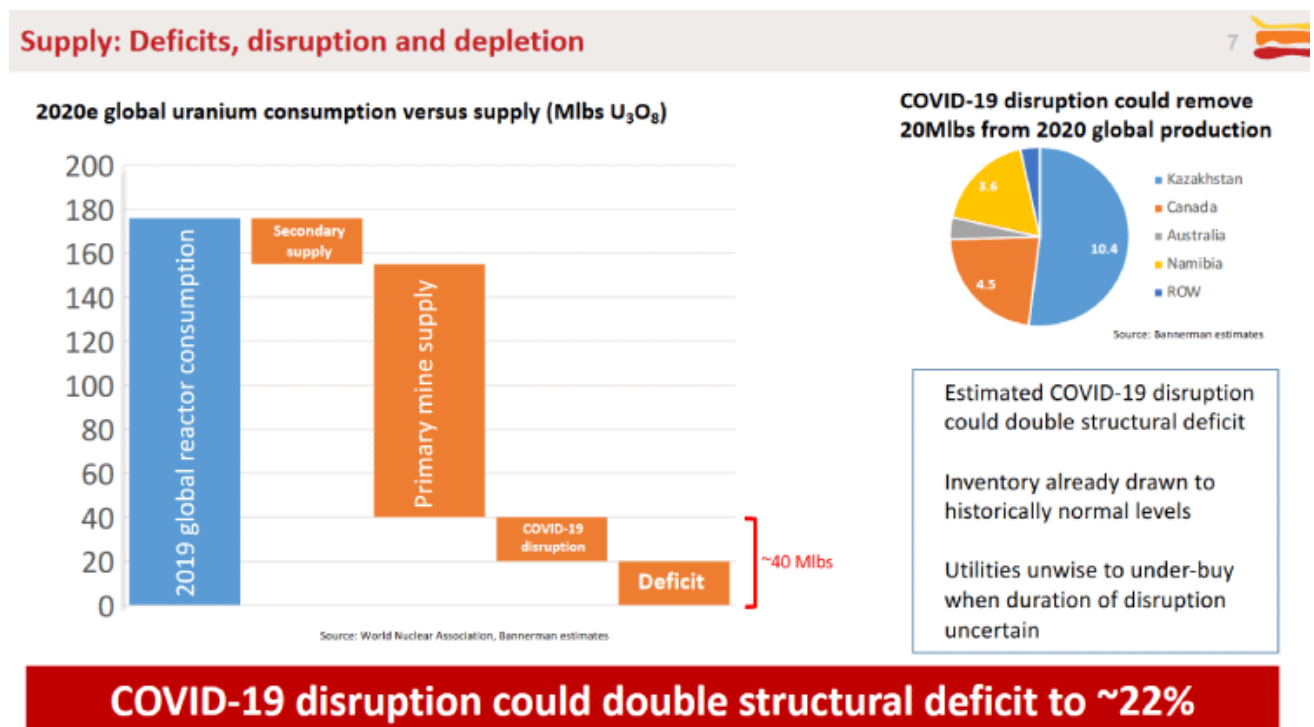 Supply: Deficits, disruption and depletion
7
2020e global uranium consumption versus supply (Mlbs U₃O₈)
200
180
160
140
120
100
80
60
40
20
0
2019 global reactor consumption
Secondary
supply
Primary mine supply
COVID-19
disruption
Deficit
~40 Mlbs
Source: World Nuclear Association, Bannerman estimates
COVID-19 disruption could remove
20Mlbs from 2020 global production
3.6
10.4
4.5
Kazakhstan
Canada
Australia
Namibia
ROW
Source: Bannerman estimates
Estimated COVID-19 disruption
could double structural deficit
Inventory already drawn to
historically normal levels
Utilities unwise to under-buy
when duration of disruption
uncertain
COVID-19 disruption could double structural deficit to ~22%